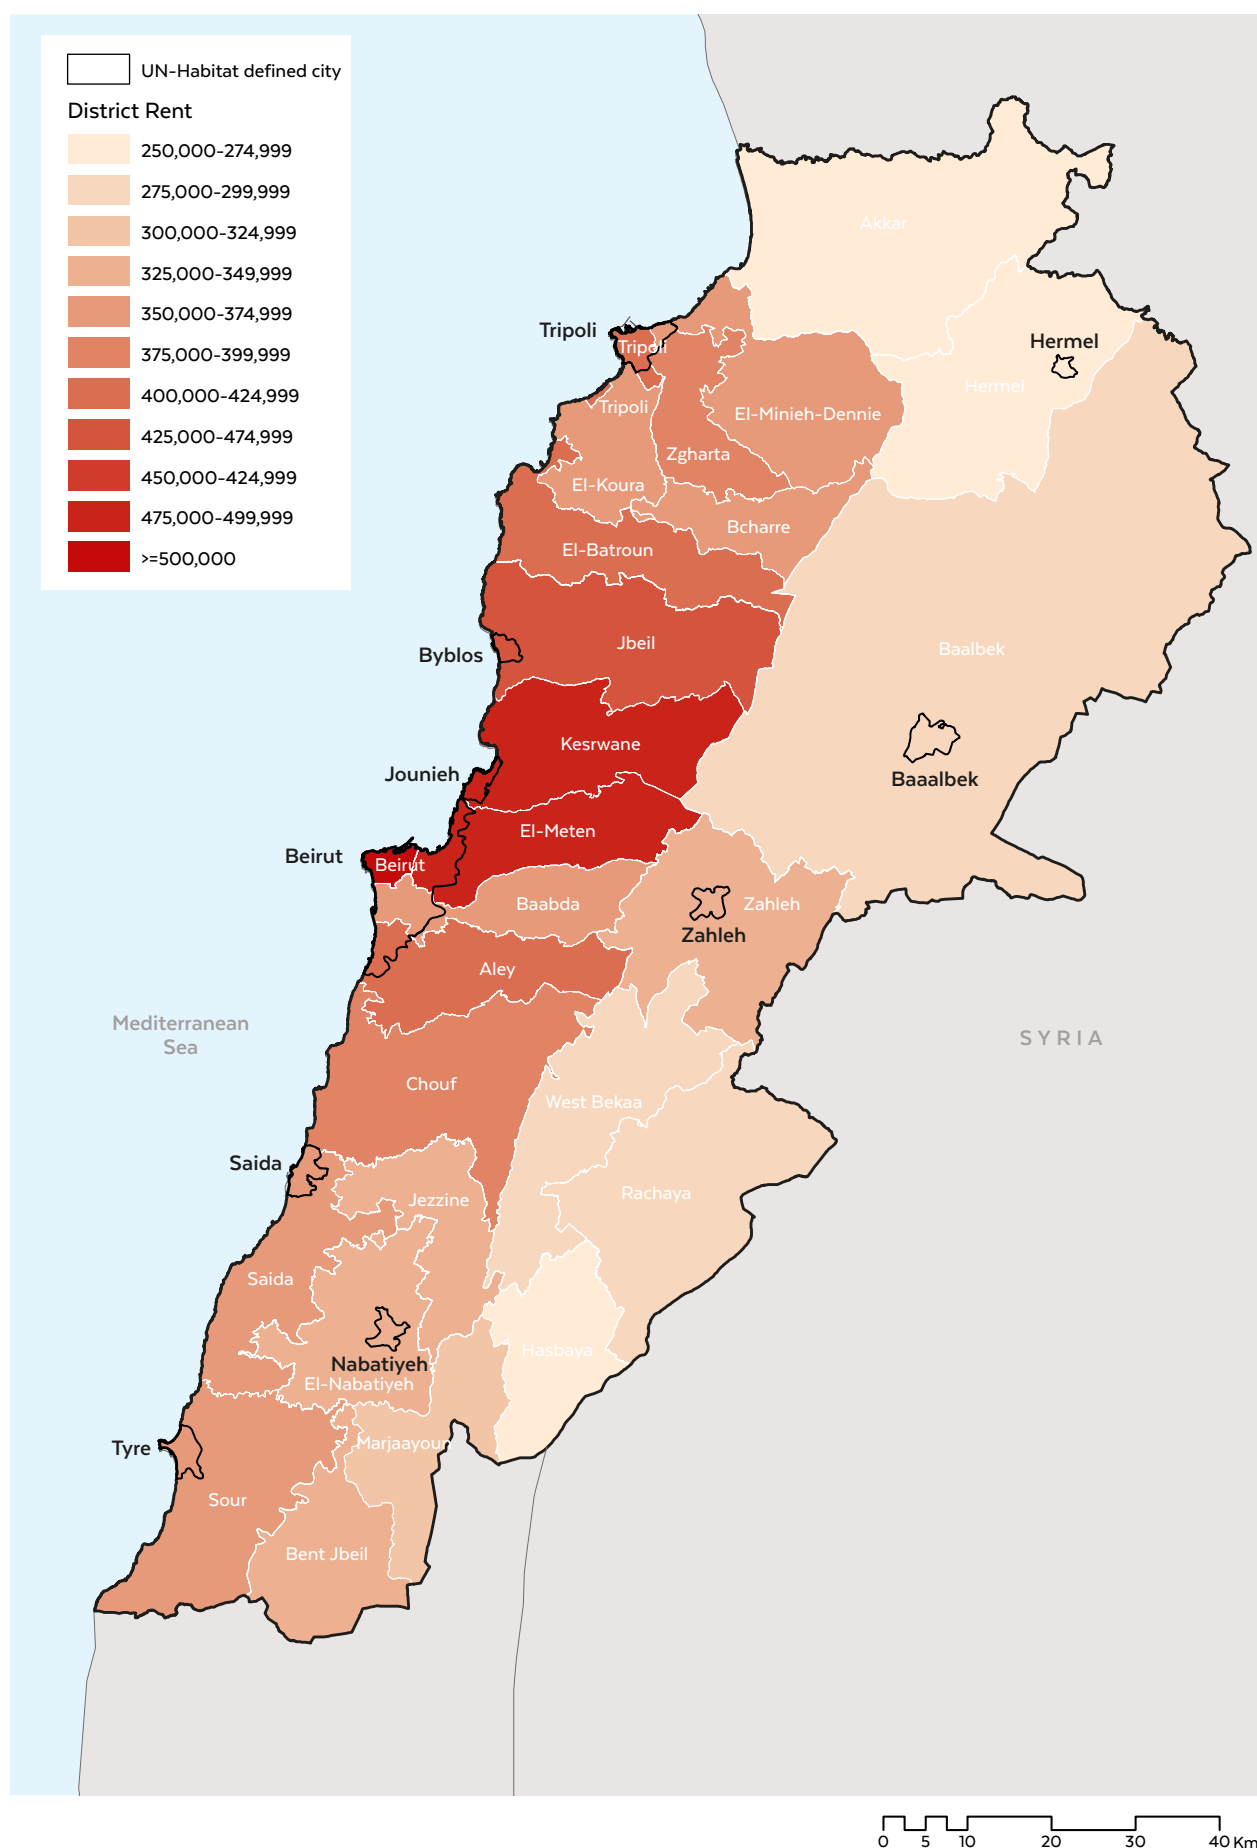 UN-Habitat defined city
District Rent
250,000-274,999
275,000-299,999
300,000-324,999
325,000-349,999
350,000-374,999
375,000-399,999
400,000-424,999
425,000-474,999
450,000-424,999
475,000-499,999
>=500,000
Akkar
Tripoli
Tripoli
Hermel
Hermel
Tripoli
El-Minieh-Dennie
Zgharta
El-Koura
Bcharre
El-Batroun
Jbeil
Byblos
Baalbek
Kesrwane
Jounieh
Baaalbek
El-Meten
Beirut
Beirut
Baabda
Zahleh
Zahleh
Aley
Mediterranean
Sea
SYRIA
Chouf
West Bekaa
Saida
Jezzine
Rachaya
Saida
Hasbaya
Nabatiyeh
El-Nabatiyeh
Tyre
Marjaayoun
Sour
Bent Jbeil
0 5 10 20 30 40 Km